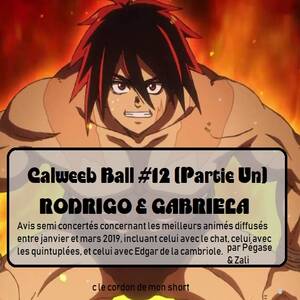 Calweeb Ball #12 (Partie Un)
RODRIGO & GABRIELA
Avis semi concertés concernant les meilleurs animés diffusés
entre janvier et mars 2019, incluant celui avec le chat, celui avec
les quintuplées, et celui avec Edgar de la cambriole.
par Pégase
& Zali
c le cordon de mon short